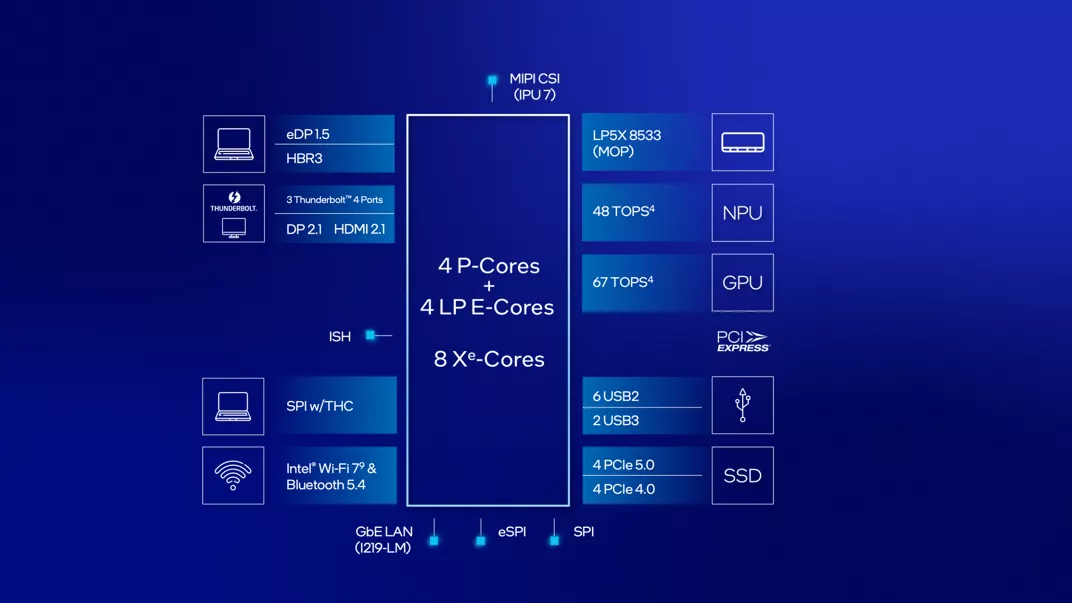 MIPI CSI
(IPU 7)
eDP 1.5
HBR3
THUNDERBOLT.
3 Thunderbolt™ 4 Ports
DP 2.1 HDMI 2.1
ISH
SPI w/THC
Intel® Wi-Fi 7⁹ &
Bluetooth 5.4
4 P-Cores
+
4 LP E-Cores
8 Xᵉ-Cores
LP5X 8533
(MOP)
48 TOPS⁴
NPU
67 TOPS⁴
GPU
PCI
EXPRESS®
6 USB2
2 USB3
4 PCIe 5.0
4 PCIe 4.0
SSD
GbE LAN
(I219-LM)
eSPI
SPI